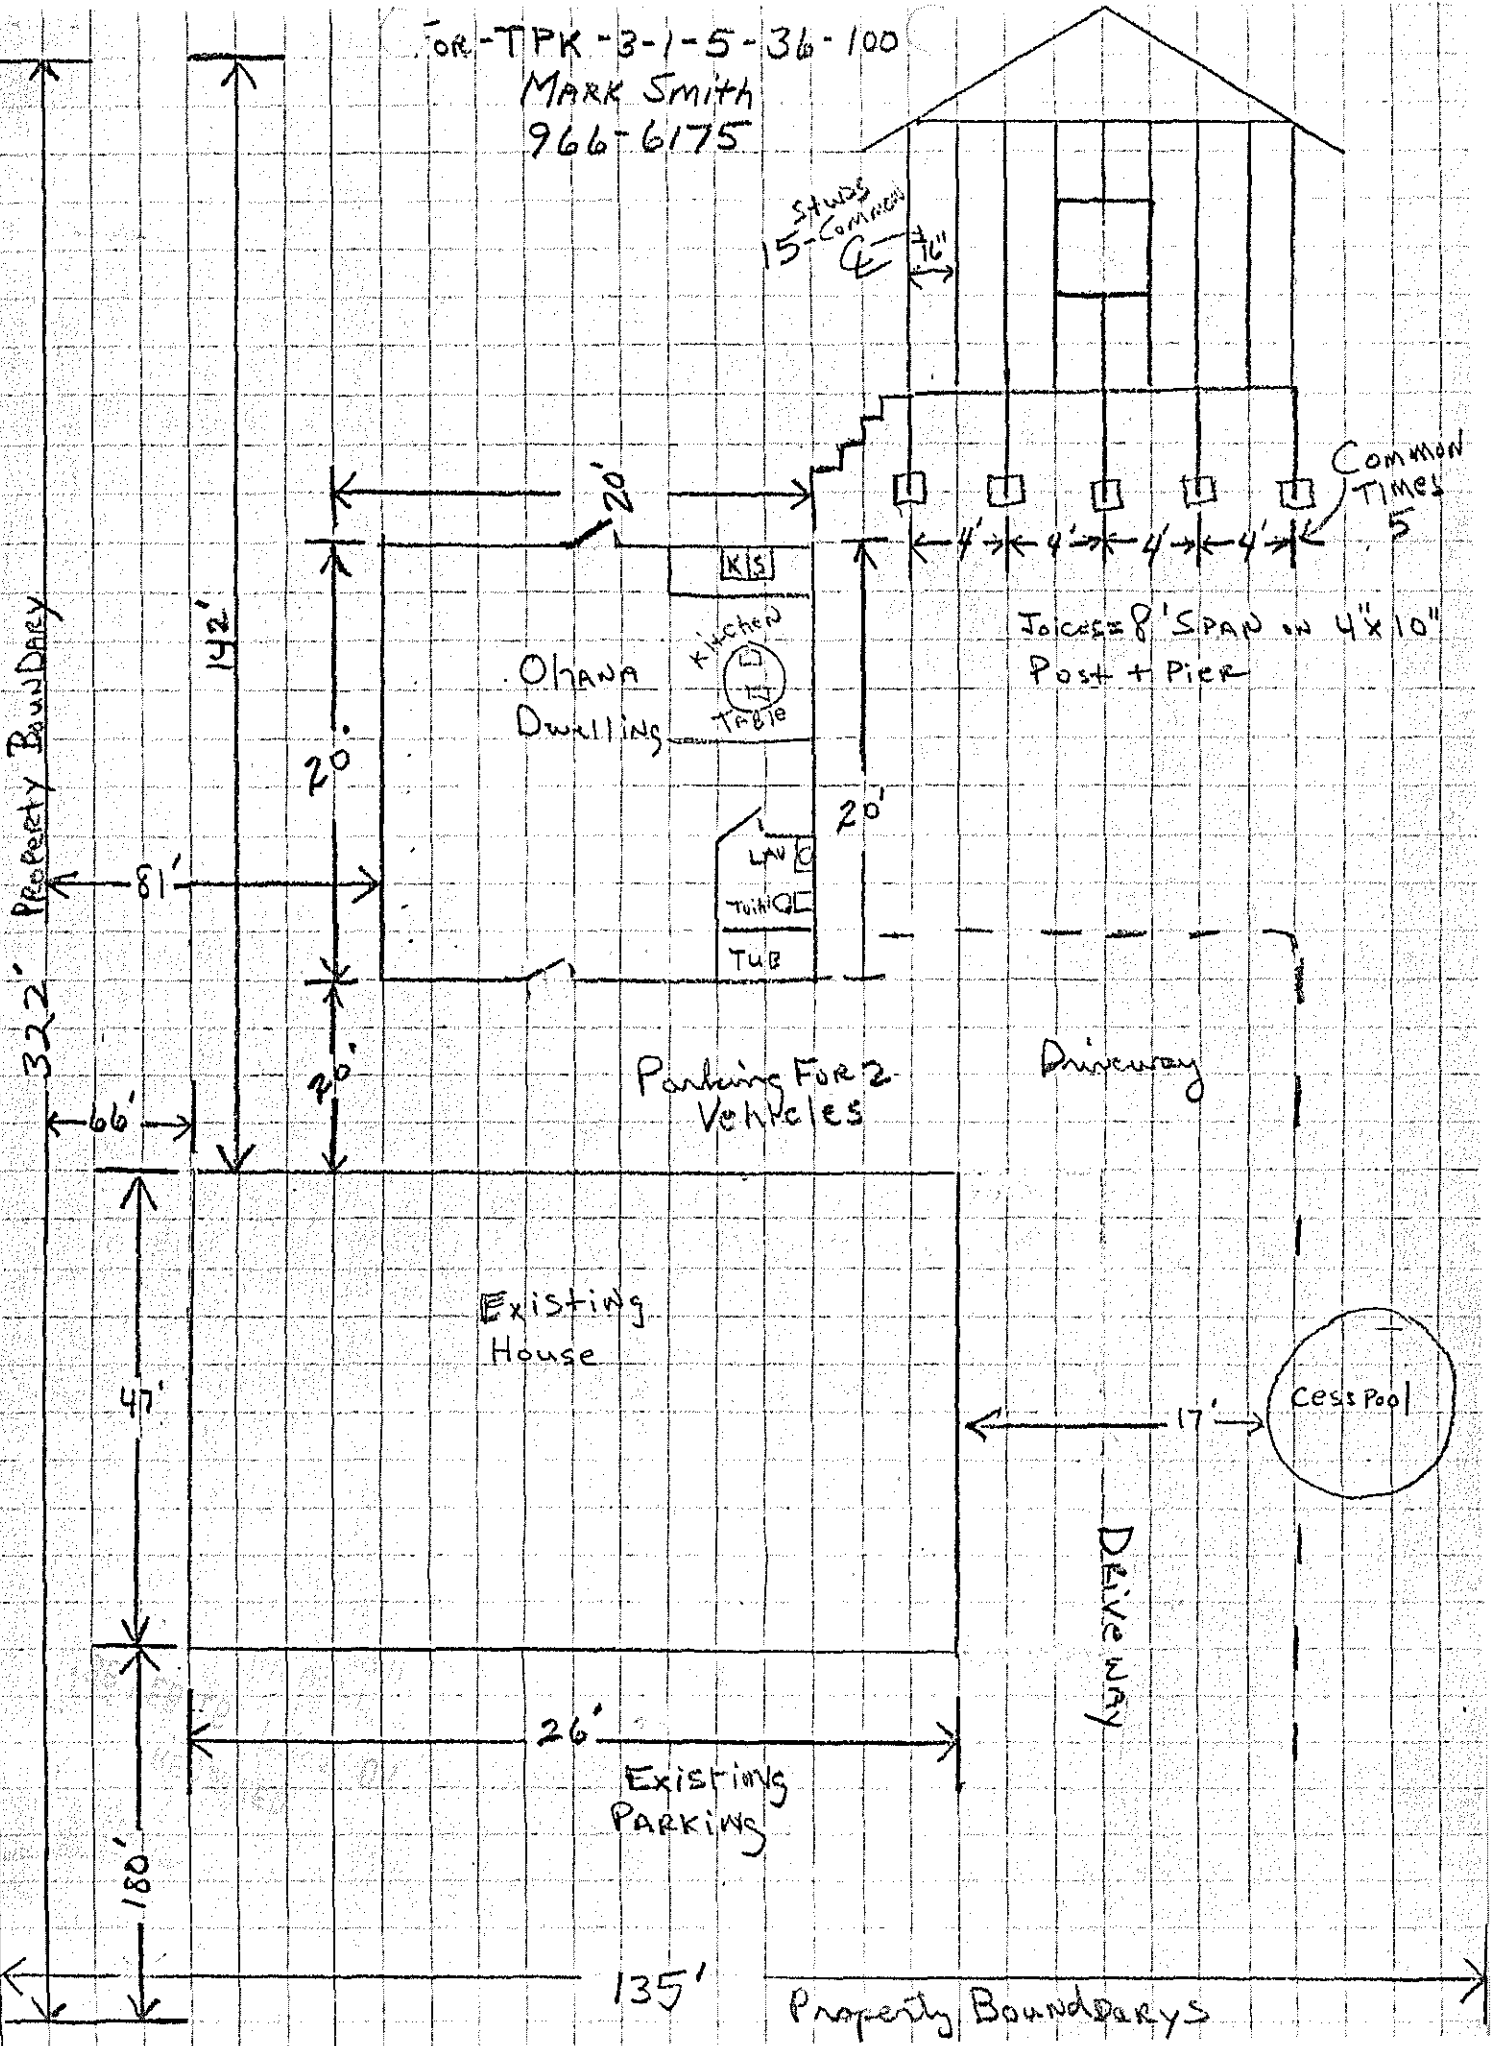 For-TPK-3-1-5-36-100
Mark Smith
966-6175
Studs
15-Common
16"
Common
Times
5
20'
4' 4' 4' 4'
K S
Kitchen
Table
Joices=8' Span on 4"x10"
Post + Pier
Ohana
Dwelling
142'
Property Boundary
322'
20'
20'
81'
Lav
Tub
20'
Parking For 2
Vehicles
Driveway
66'
Existing
House
47'
17'
Cesspool
Driveway
26'
Existing
Parking
180'
135'
Property Boundarys